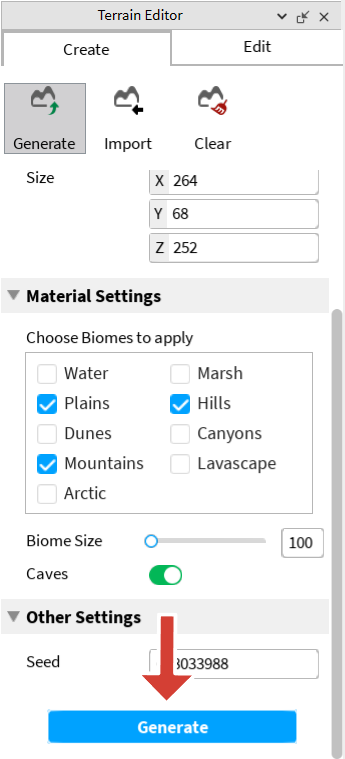 Terrain Editor
Create Edit
Generate Import Clear
Size X 264
Y 68
Z 252
Material Settings
Choose Biomes to apply
Water Marsh
Plains Hills
Dunes Canyons
Mountains Lavascape
Arctic
Biome Size 100
Caves
Other Settings
Seed 3033988
Generate